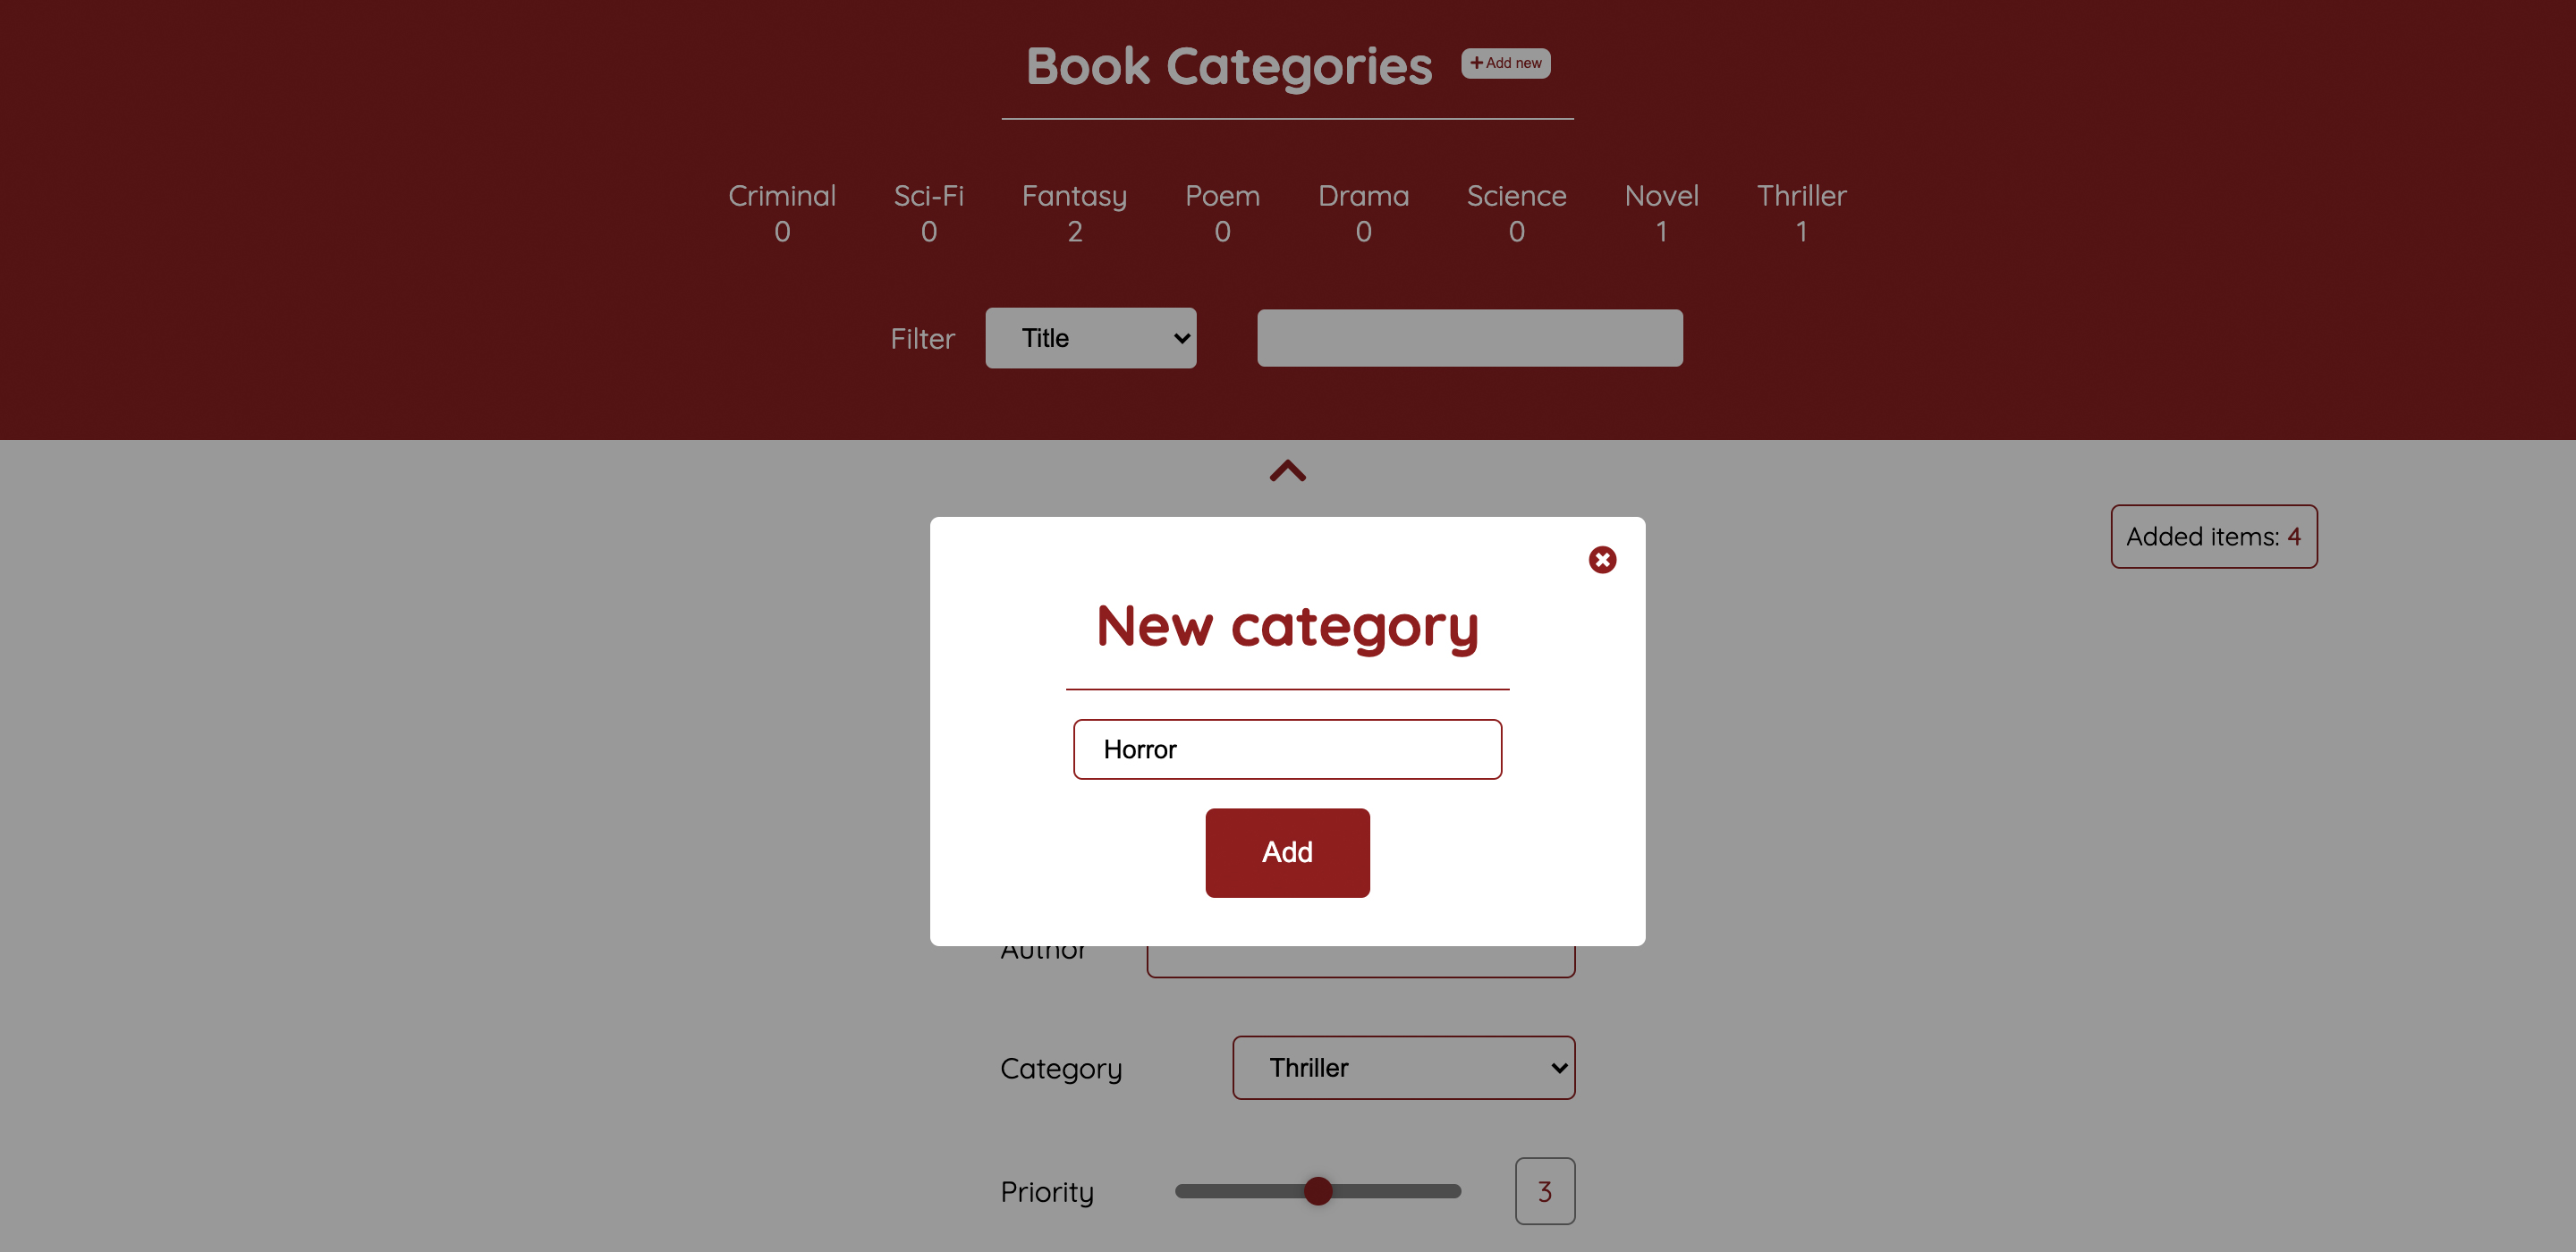 Book Categories
Add new
Criminal Sci-Fi Fantasy Poem Drama Science Novel Thriller
0 0 2 0 0 0 1 1
Filter Title
Added items: 4
New category
Horror
Add
Author
Category Thriller
Priority 3